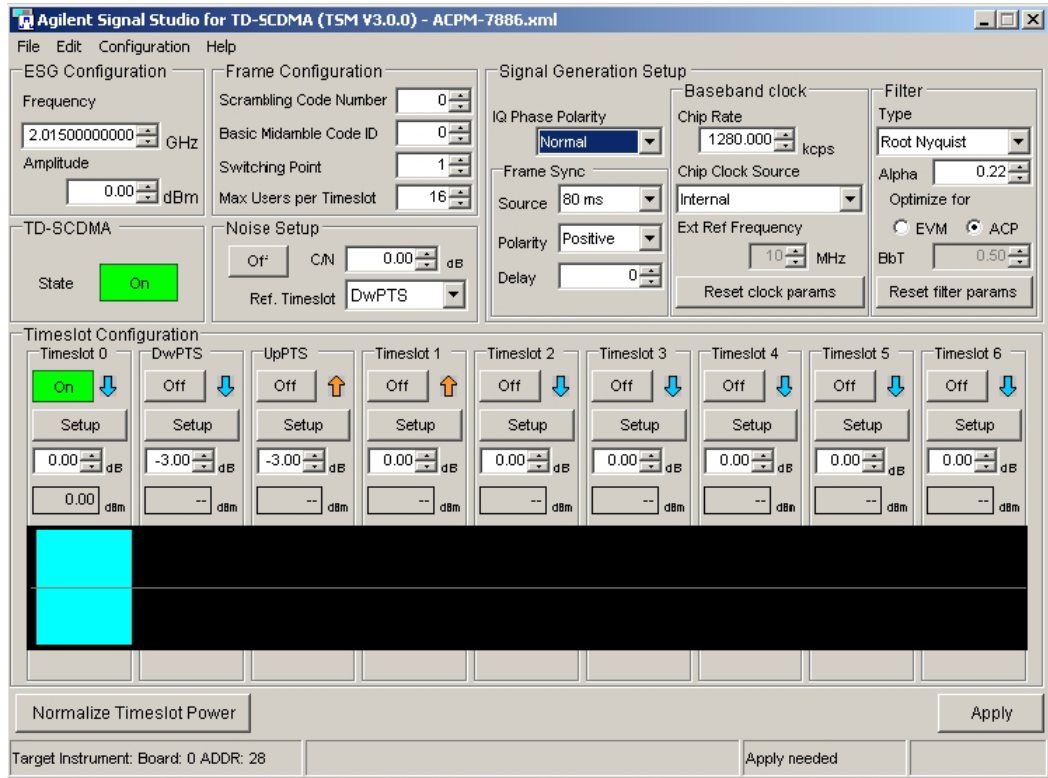 Agilent Signal Studio for TD-SCDMA (TSM V3.0.0) - ACPM-7886.xml
File Edit Configuration Help
ESG Configuration
Frequency
2.01500000000 GHz
Amplitude
0.00 dBm
Frame Configuration
Scrambling Code Number 0
Basic Midamble Code ID 0
Switching Point 1
Max Users per Timeslot 16
TD-SCDMA
State On
Noise Setup
Off C/N 0.00 dB
Ref. Timeslot DwPTS
Signal Generation Setup
IQ Phase Polarity
Normal
Frame Sync
Source 80 ms
Polarity Positive
Delay 0
Baseband clock
Chip Rate
1280.000 kcps
Chip Clock Source
Internal
Ext Ref Frequency
10 MHz
Reset clock params
Filter
Type
Root Nyquist
Alpha 0.22
Optimize for
EVM ACP
BbT 0.50
Reset filter params
Timeslot Configuration
Timeslot 0 DwPTS UpPTS Timeslot 1 Timeslot 2 Timeslot 3 Timeslot 4 Timeslot 5 Timeslot 6
On Off Off Off Off Off Off Off Off
Setup Setup Setup Setup Setup Setup Setup Setup Setup
0.00 dB -3.00 dB -3.00 dB 0.00 dB 0.00 dB 0.00 dB 0.00 dB 0.00 dB 0.00 dB
0.00 dBm -- dBm -- dBm -- dBm -- dBm -- dBm -- dBm -- dBm -- dBm
Normalize Timeslot Power
Apply
Target Instrument: Board: 0 ADDR: 28
Apply needed